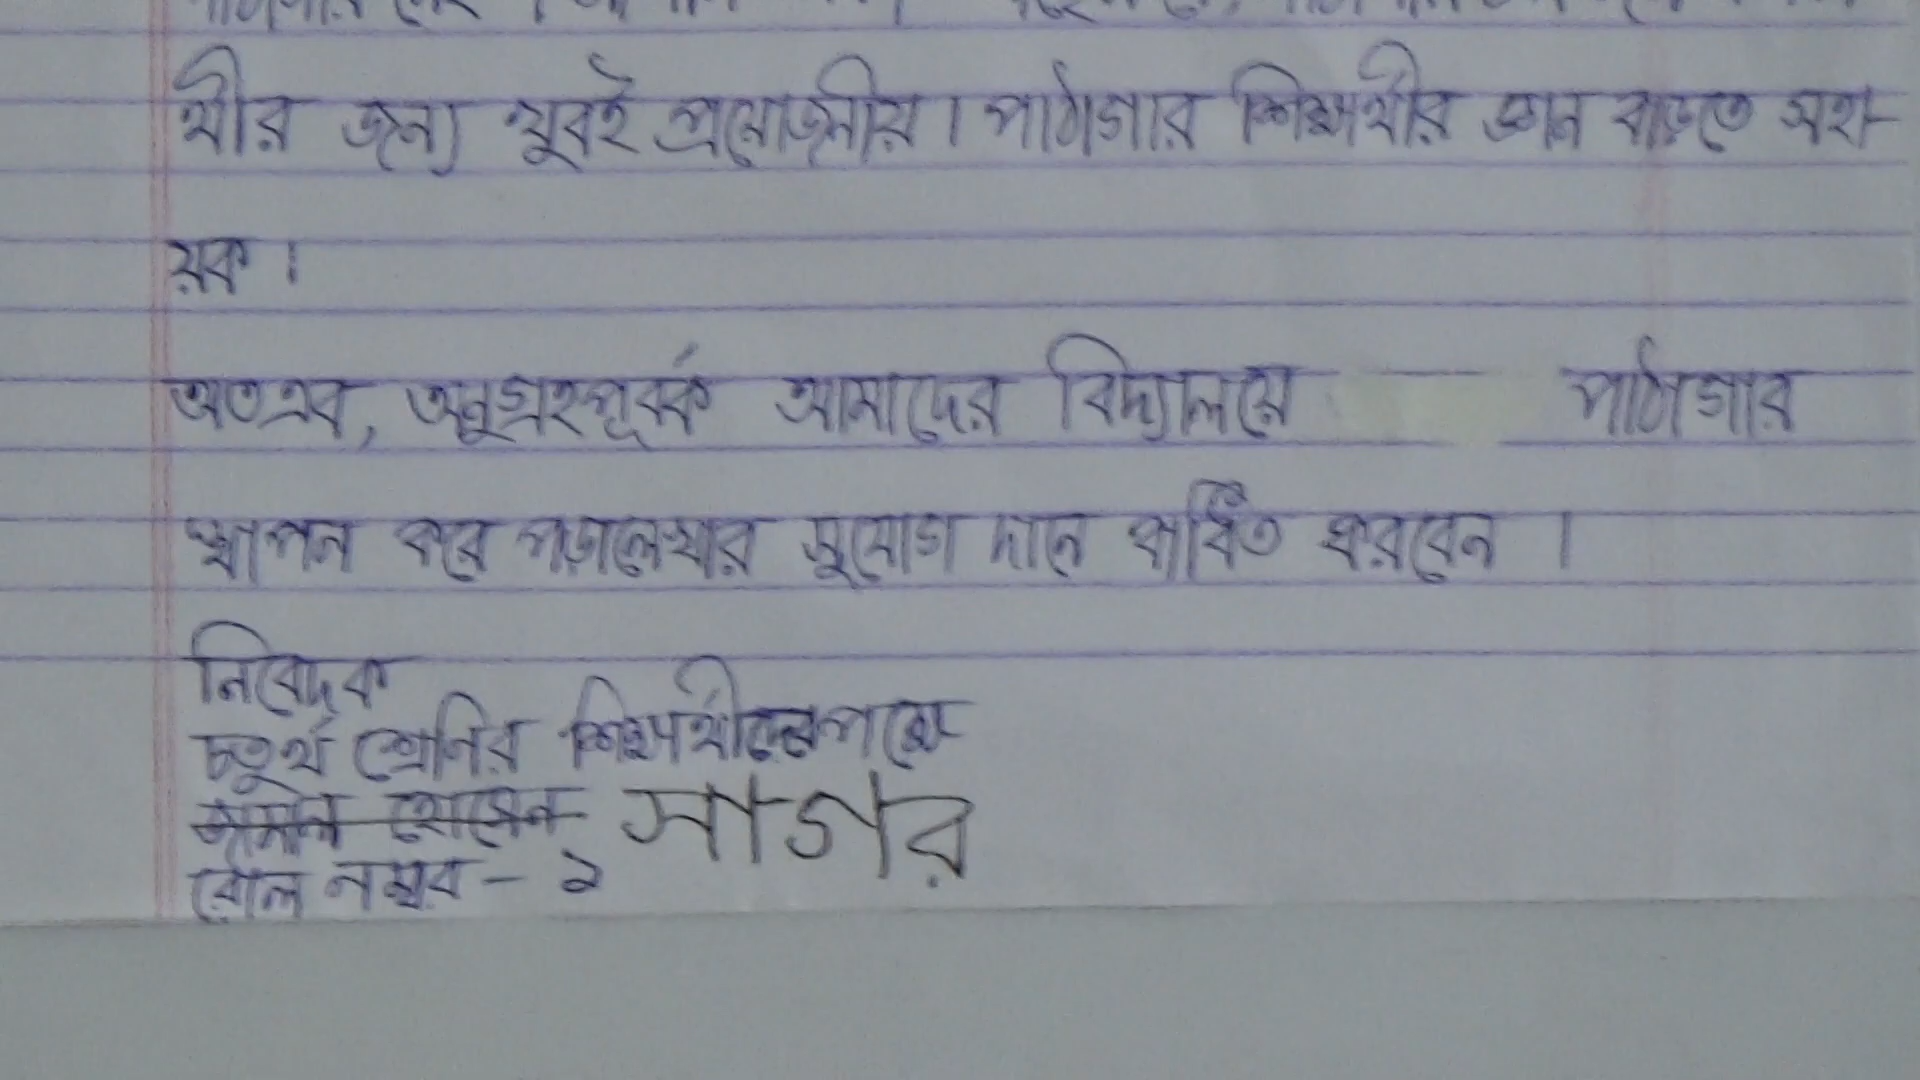 র্থীর জন্য খুবই প্রয়োজনীয়। পাঠাগার শিক্ষার্থীর জ্ঞান বাড়াতে সহা-
য়ক।
অতএব, অনুগ্রহপূর্বক আমাদের বিদ্যালয়ে পাঠাগার
স্থাপন করে পড়ালেখার সুযোগ দানে বাধিত করবেন।
নিবেদক
চতুর্থ শ্রেণির শিক্ষার্থীদের পক্ষে
জামাল হোসেন সাগর
রোল নম্বর - ১